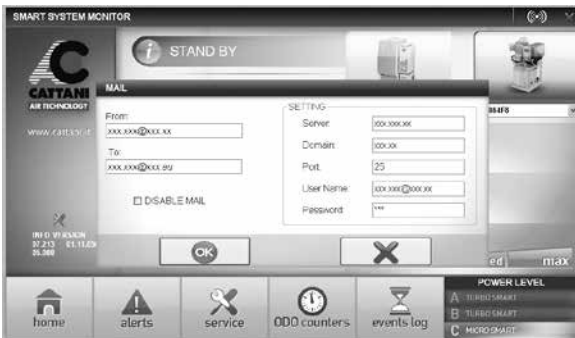 SMART SYSTEM MONITOR
STAND BY
CATTANI
AIR TECHNOLOGY
www.cattani.it
MAIL
From:
xxx.xxx@xxx.xx
To:
xxx.xxx@xxx.eu
DISABLE MAIL
SETTING
Server:
xxx.xxx.xx
Domain:
xxx.xx
Port:
25
User Name:
xxx.xxx@xxx.xx
Password:
***
OK
INFO VERSION
max
home
alerts
service
ODO counters
events log
POWER LEVEL
A TURBO SMART
B TURBO SMART
C MICRO SMART